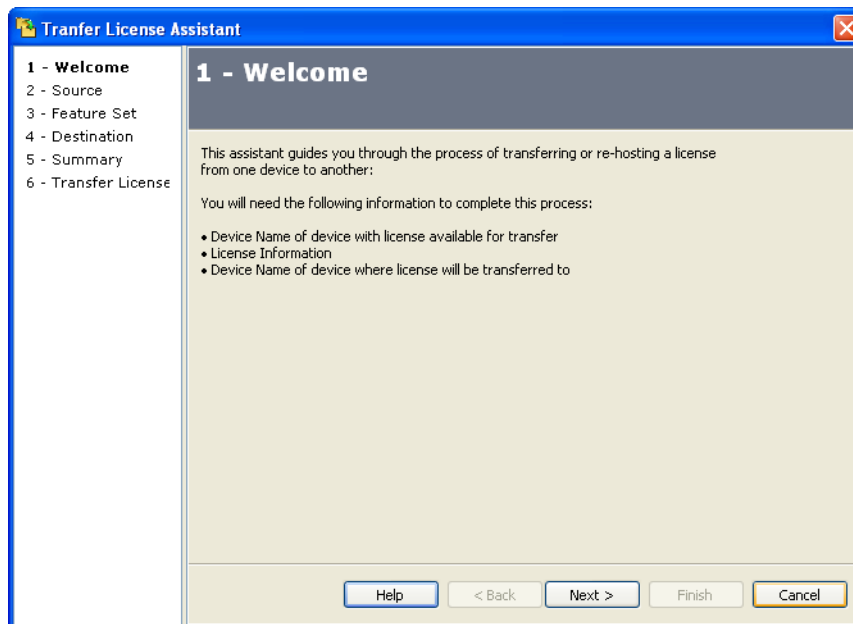 Tranfer License Assistant
1 - Welcome
2 - Source
3 - Feature Set
4 - Destination
5 - Summary
6 - Transfer License
1 - Welcome
This assistant guides you through the process of transferring or re-hosting a license
from one device to another:
You will need the following information to complete this process:
• Device Name of device with license available for transfer
• License Information
• Device Name of device where license will be transferred to
Help
< Back
Next >
Finish
Cancel